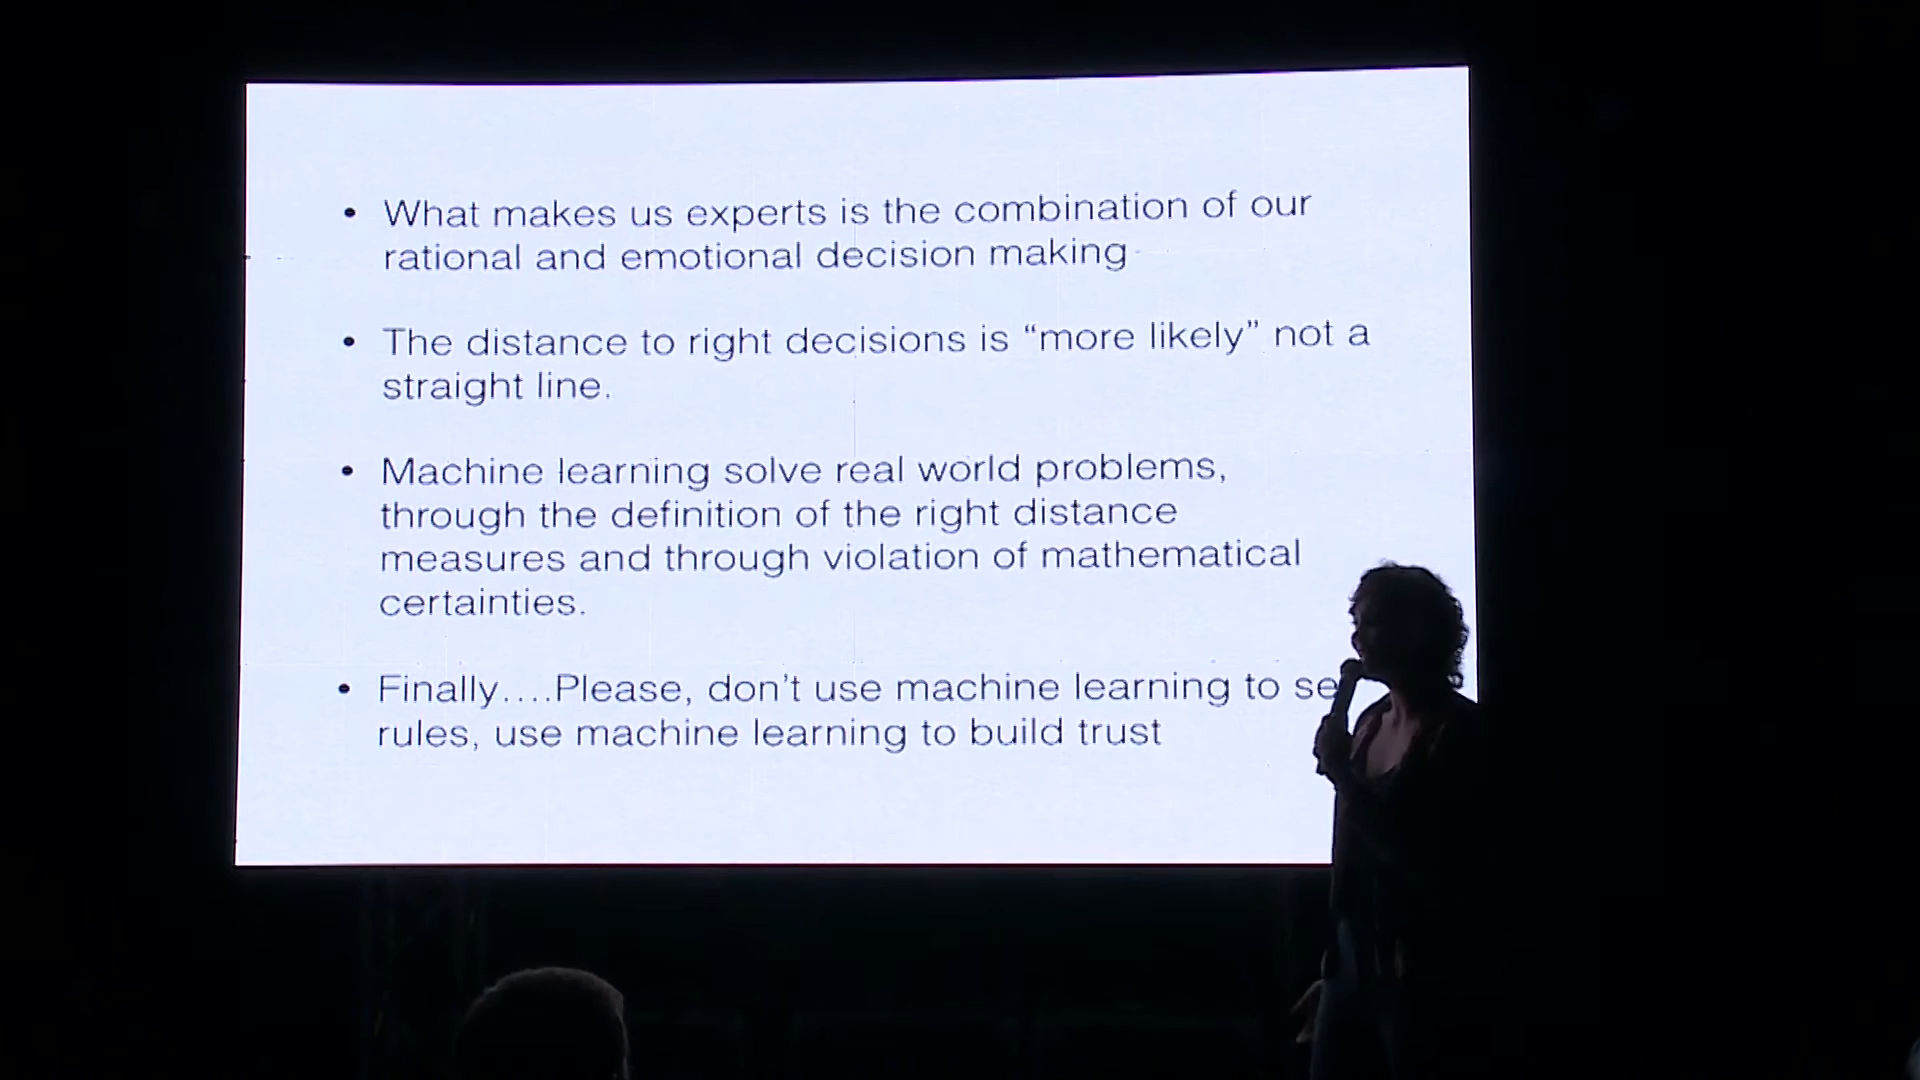 • What makes us experts is the combination of our
rational and emotional decision making
• The distance to right decisions is “more likely” not a
straight line.
• Machine learning solve real world problems,
through the definition of the right distance
measures and through violation of mathematical
certainties.
• Finally....Please, don’t use machine learning to
rules, use machine learning to build trust